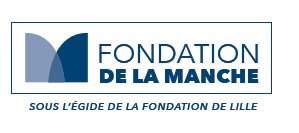 FONDATION
DE LA MANCHE
SOUS L'ÉGIDE DE LA FONDATION DE LILLE